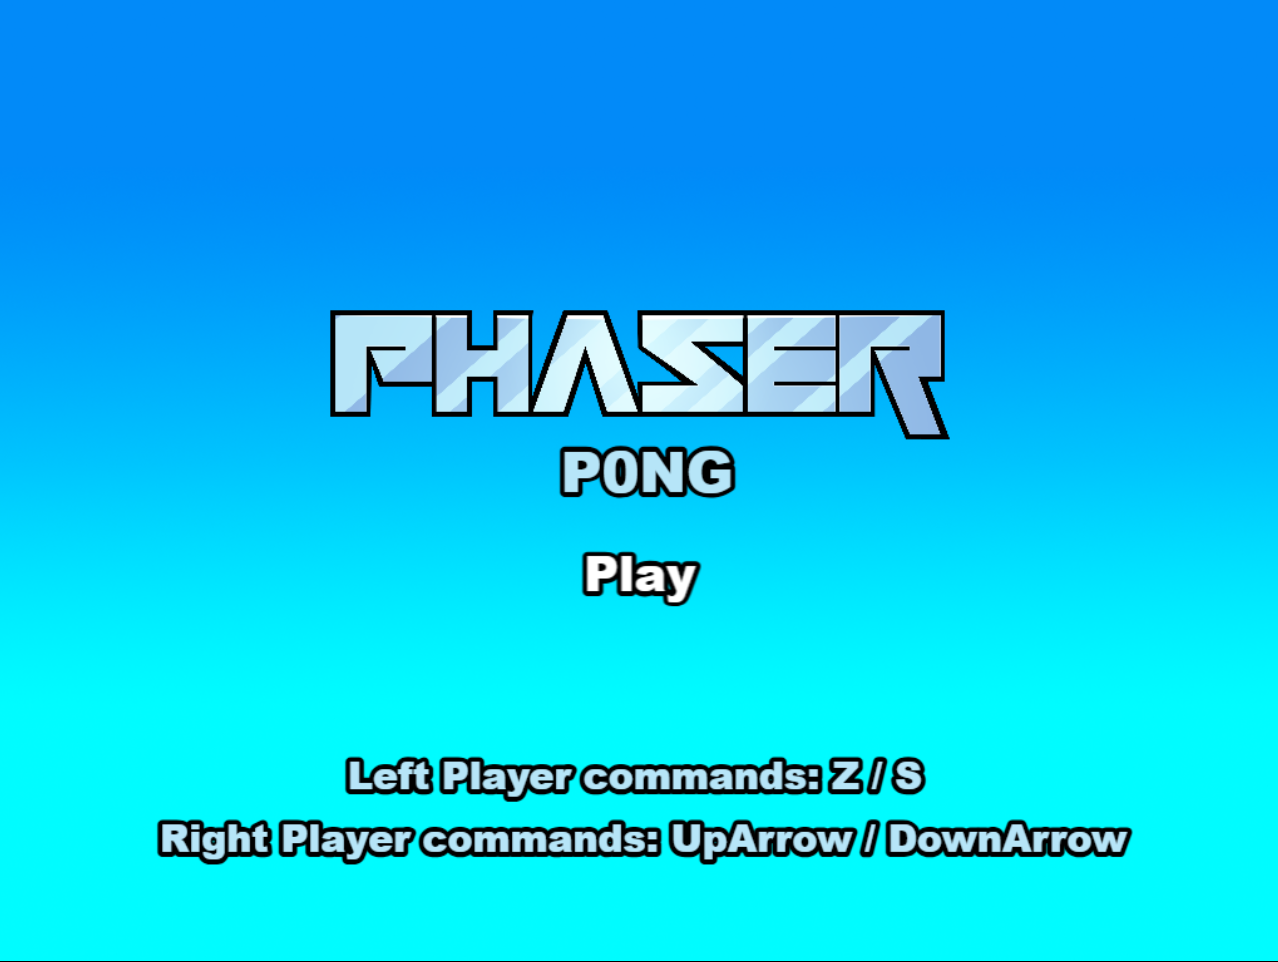 PHASER
P0NG
Play
Left Player commands: Z / S
Right Player commands: UpArrow / DownArrow